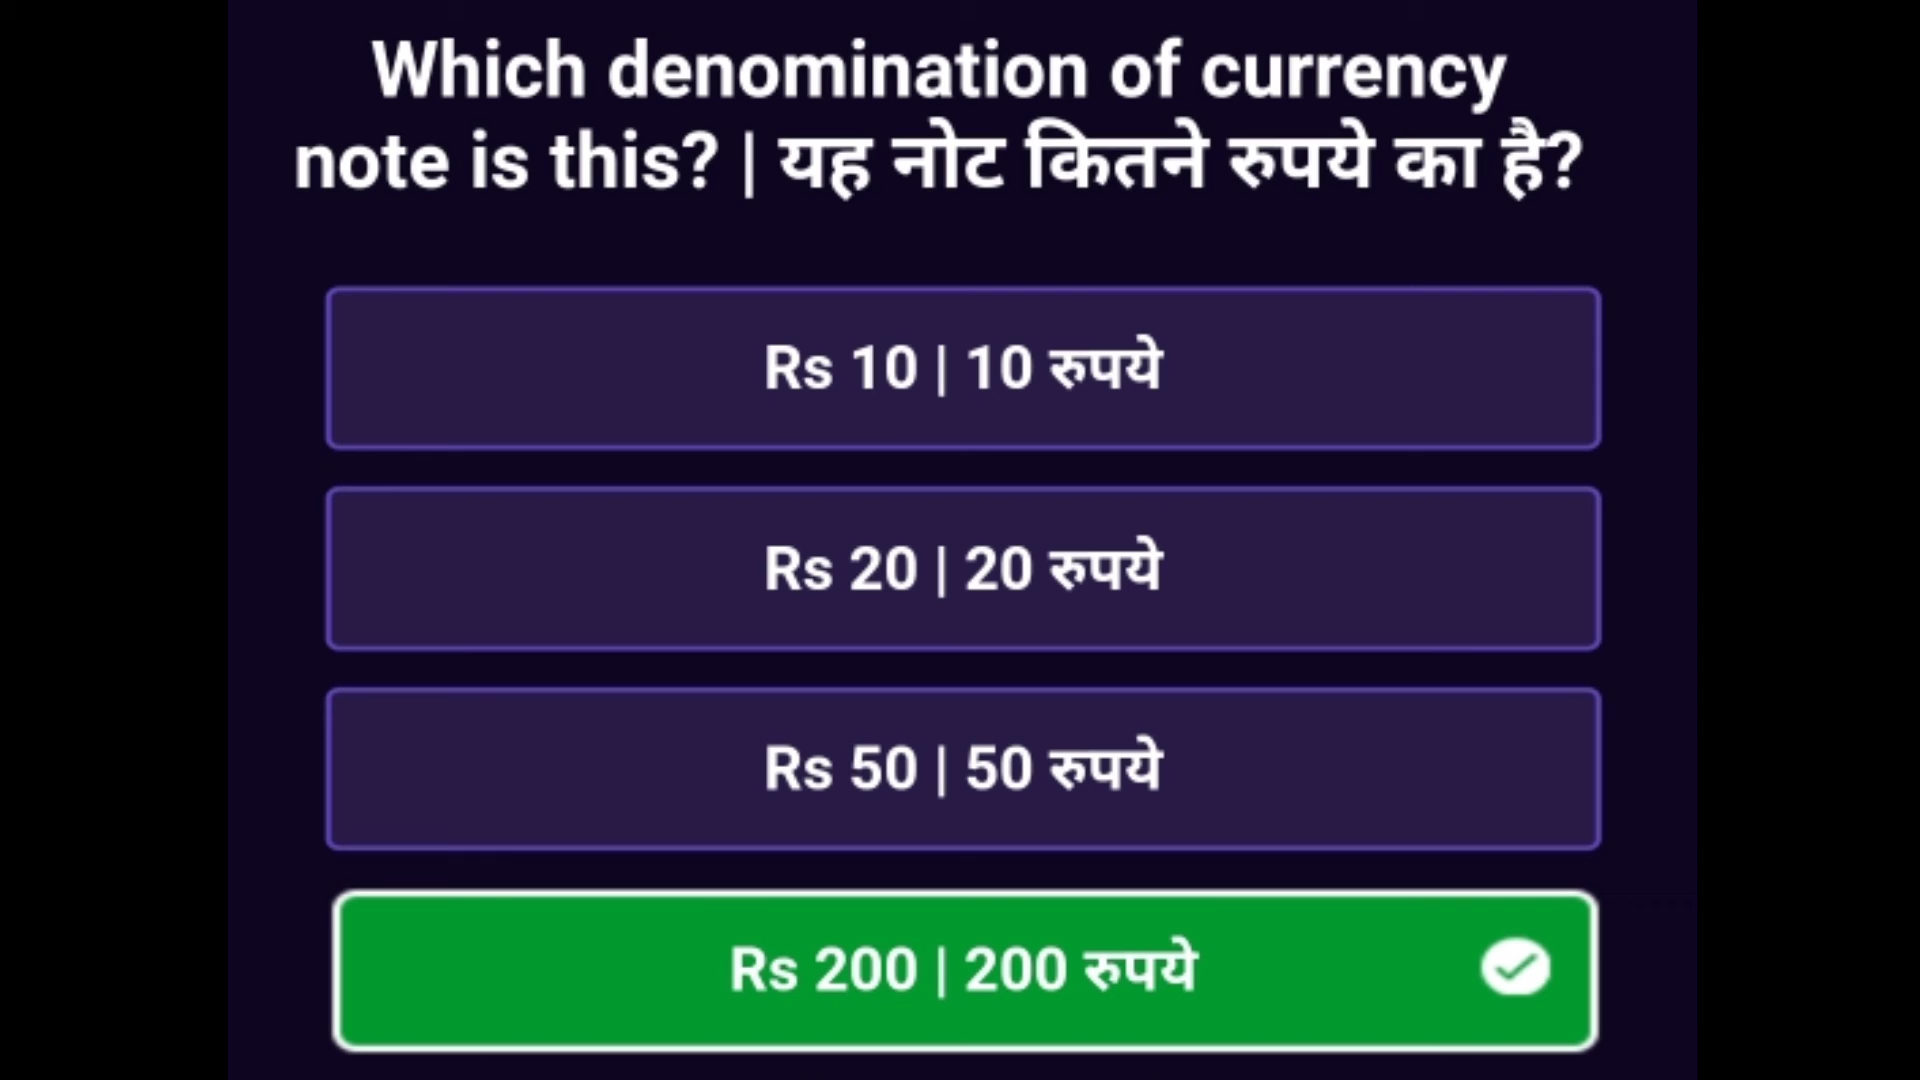 Which denomination of currency
note is this? | यह नोट कितने रुपये का है?
Rs 10 | 10 रुपये
Rs 20 | 20 रुपये
Rs 50 | 50 रुपये
Rs 200 | 200 रुपये